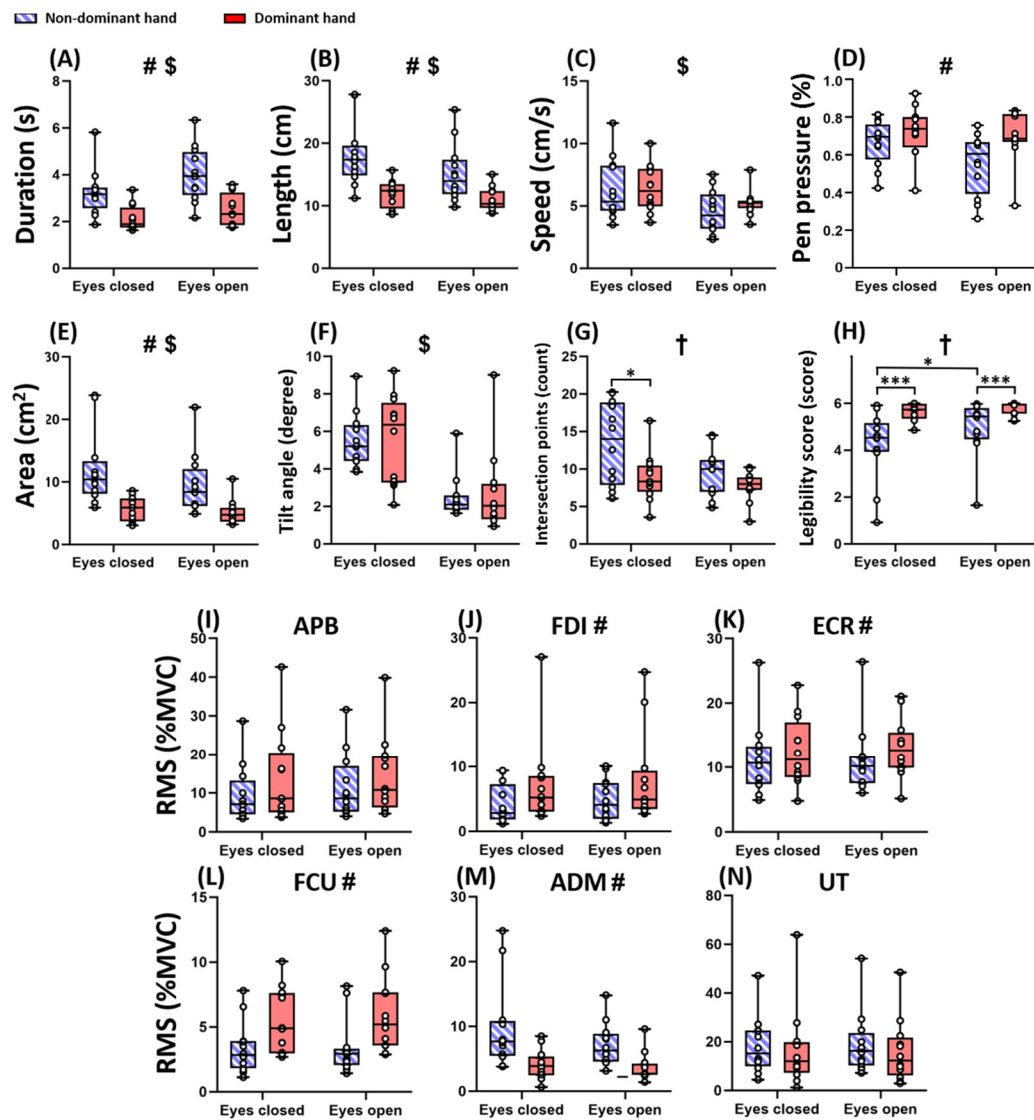 Non-dominant hand Dominant hand
(A) # $ (B) # $ (C) $ (D) #
Duration (s)
8
6
4
2
0
Eyes closed Eyes open
Length (cm)
30
20
10
0
Eyes closed Eyes open
Speed (cm/s)
15
10
5
0
Eyes closed Eyes open
Pen pressure (%)
1.0
0.8
0.6
0.4
0.2
0.0
Eyes closed Eyes open
(E) # $ (F) $ (G) † (H) †
Area (cm²)
30
20
10
0
Eyes closed Eyes open
Tilt angle (degree)
10
8
6
4
2
0
Eyes closed Eyes open
Intersection points (count)
25
20
15
10
5
0
*
Eyes closed Eyes open
Legibility score (score)
6
4
2
0
*
*** ***
Eyes closed Eyes open
(I) APB (J) FDI # (K) ECR #
RMS (%MVC)
50
40
30
20
10
0
Eyes closed Eyes open
30
20
10
0
Eyes closed Eyes open
30
20
10
0
Eyes closed Eyes open
(L) FCU # (M) ADM # (N) UT
RMS (%MVC)
15
10
5
0
Eyes closed Eyes open
30
20
10
0
Eyes closed Eyes open
80
60
40
20
0
Eyes closed Eyes open